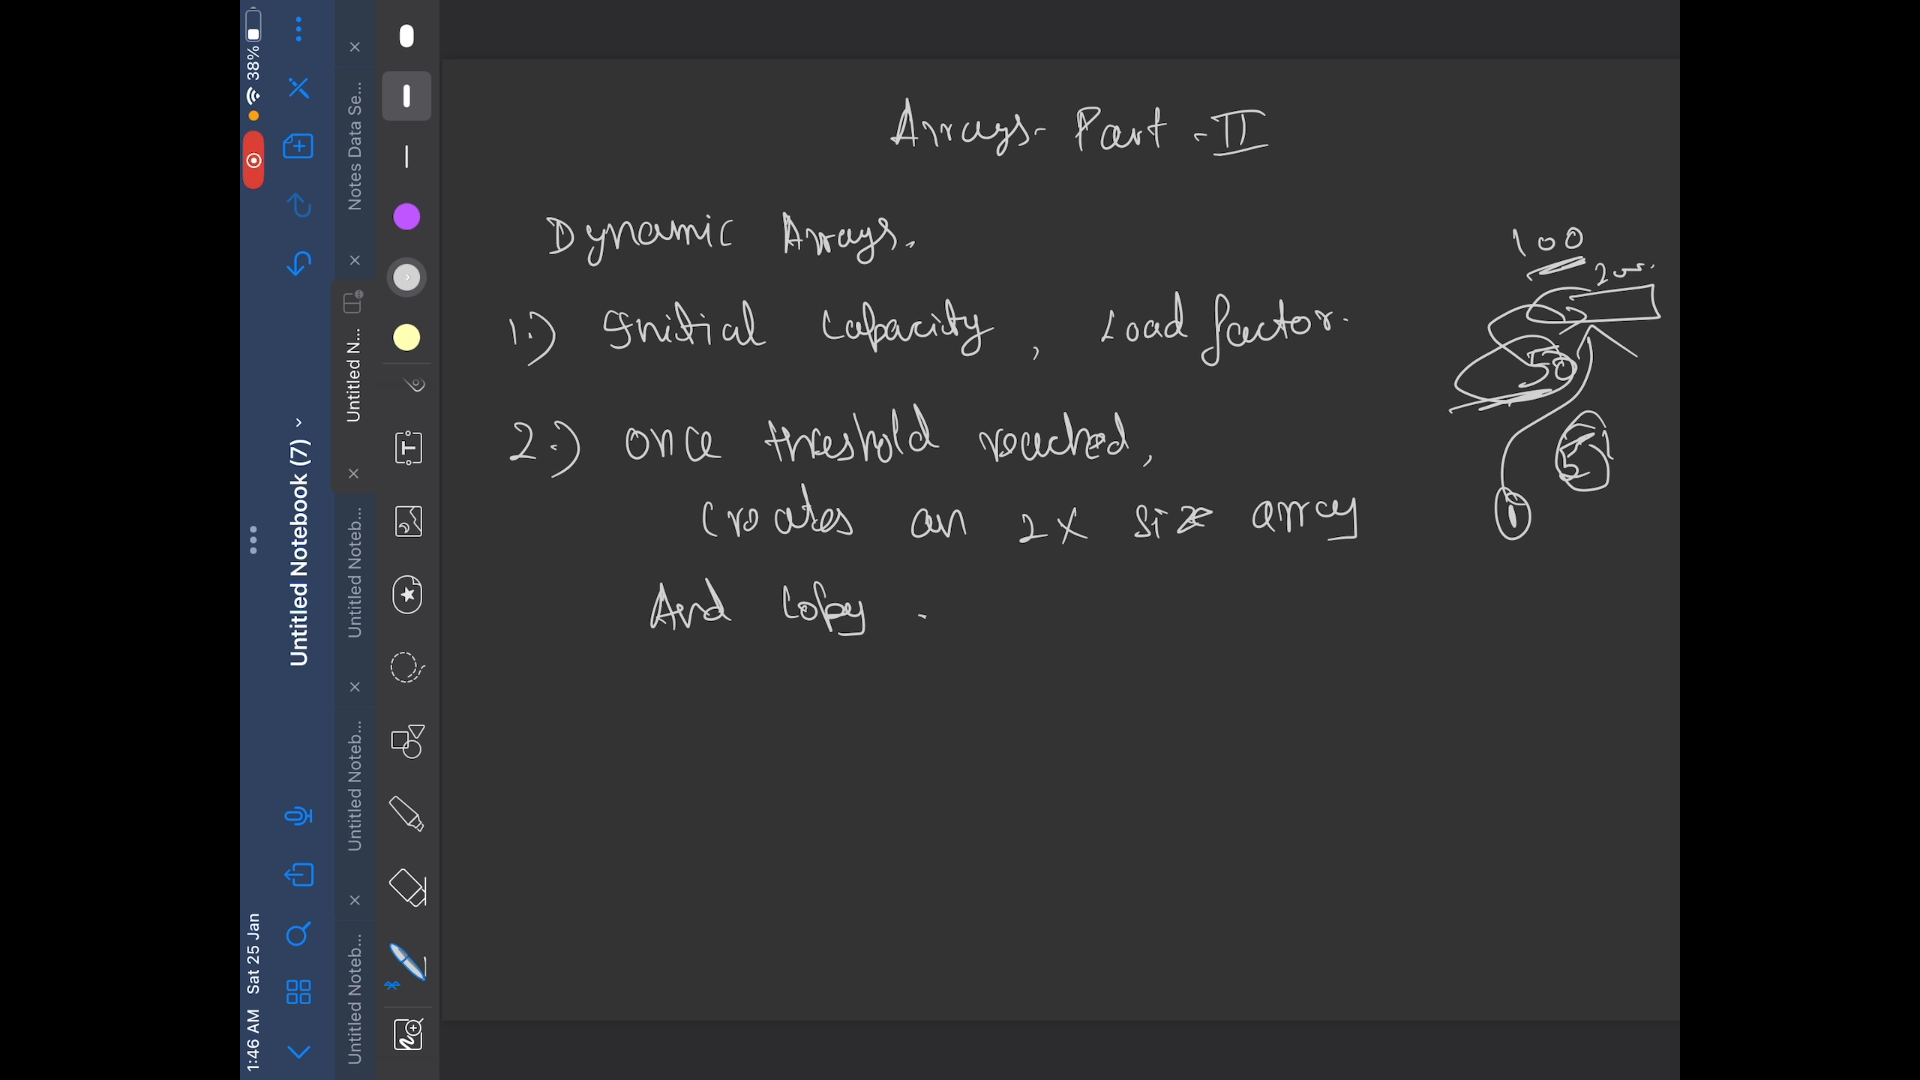 Arrays - Part - II
Dynamic Arrays.
1.) Initial Capacity, Load factor.
2.) Once threshold reached,
Creates an 2X size array
And Copy.
100
50
51
1:46 AM Sat 25 Jan
38%
Untitled Notebook (7)
Notes Data Se...
Untitled N...
Untitled Noteb...
Untitled Noteb...
Untitled Noteb...
T